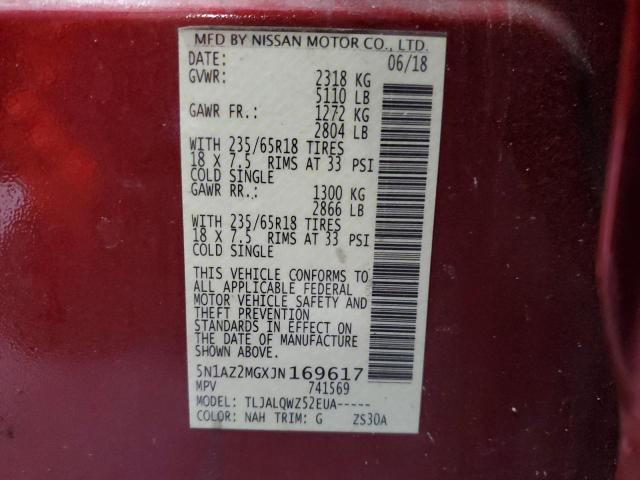 MFD BY NISSAN MOTOR CO., LTD.
DATE: 06/18
GVWR: 2318 KG
5110 LB
GAWR FR.: 1272 KG
2804 LB
WITH 235/65R18 TIRES
18 X 7.5 RIMS AT 33 PSI
COLD SINGLE
GAWR RR.: 1300 KG
2866 LB
WITH 235/65R18 TIRES
18 X 7.5 RIMS AT 33 PSI
COLD SINGLE
THIS VEHICLE CONFORMS TO
ALL APPLICABLE FEDERAL
MOTOR VEHICLE SAFETY AND
THEFT PREVENTION
STANDARDS IN EFFECT ON
THE DATE OF MANUFACTURE
SHOWN ABOVE.
5N1AZ2MGXJN169617
MPV 741569
MODEL: TLJALQWZ52EUA-----
COLOR: NAH TRIM: G ZS30A